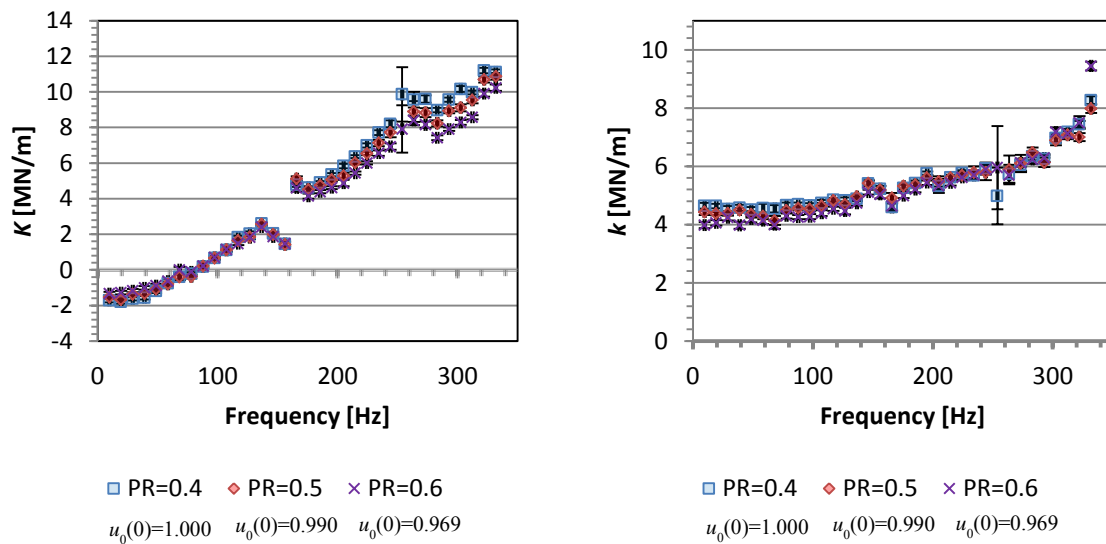 14
12
10
8
6
4
2
0
-2
-4
K [MN/m]
0 100 200 300
Frequency [Hz]
PR=0.4 PR=0.5 PR=0.6
u₀(0)=1.000 u₀(0)=0.990 u₀(0)=0.969
10
8
6
4
2
0
k [MN/m]
0 100 200 300
Frequency [Hz]
PR=0.4 PR=0.5 PR=0.6
u₀(0)=1.000 u₀(0)=0.990 u₀(0)=0.969